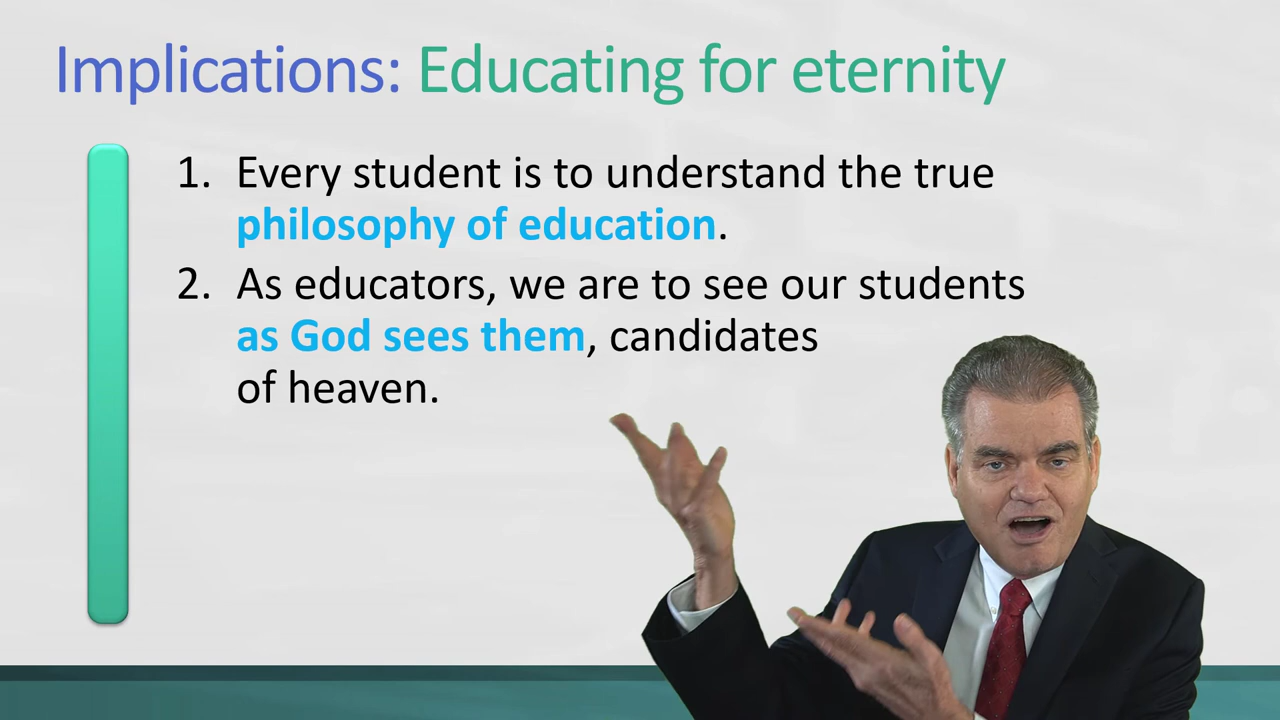 Implications: Educating for eternity
1. Every student is to understand the true
philosophy of education.
2. As educators, we are to see our students
as God sees them, candidates
of heaven.